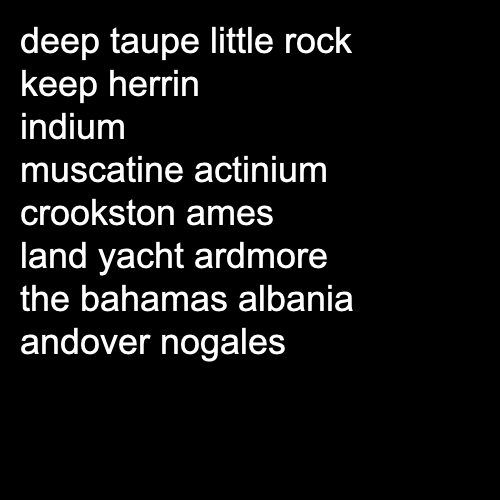 deep taupe little rock
keep herrin
indium
muscatine actinium
crookston ames
land yacht ardmore
the bahamas albania
andover nogales